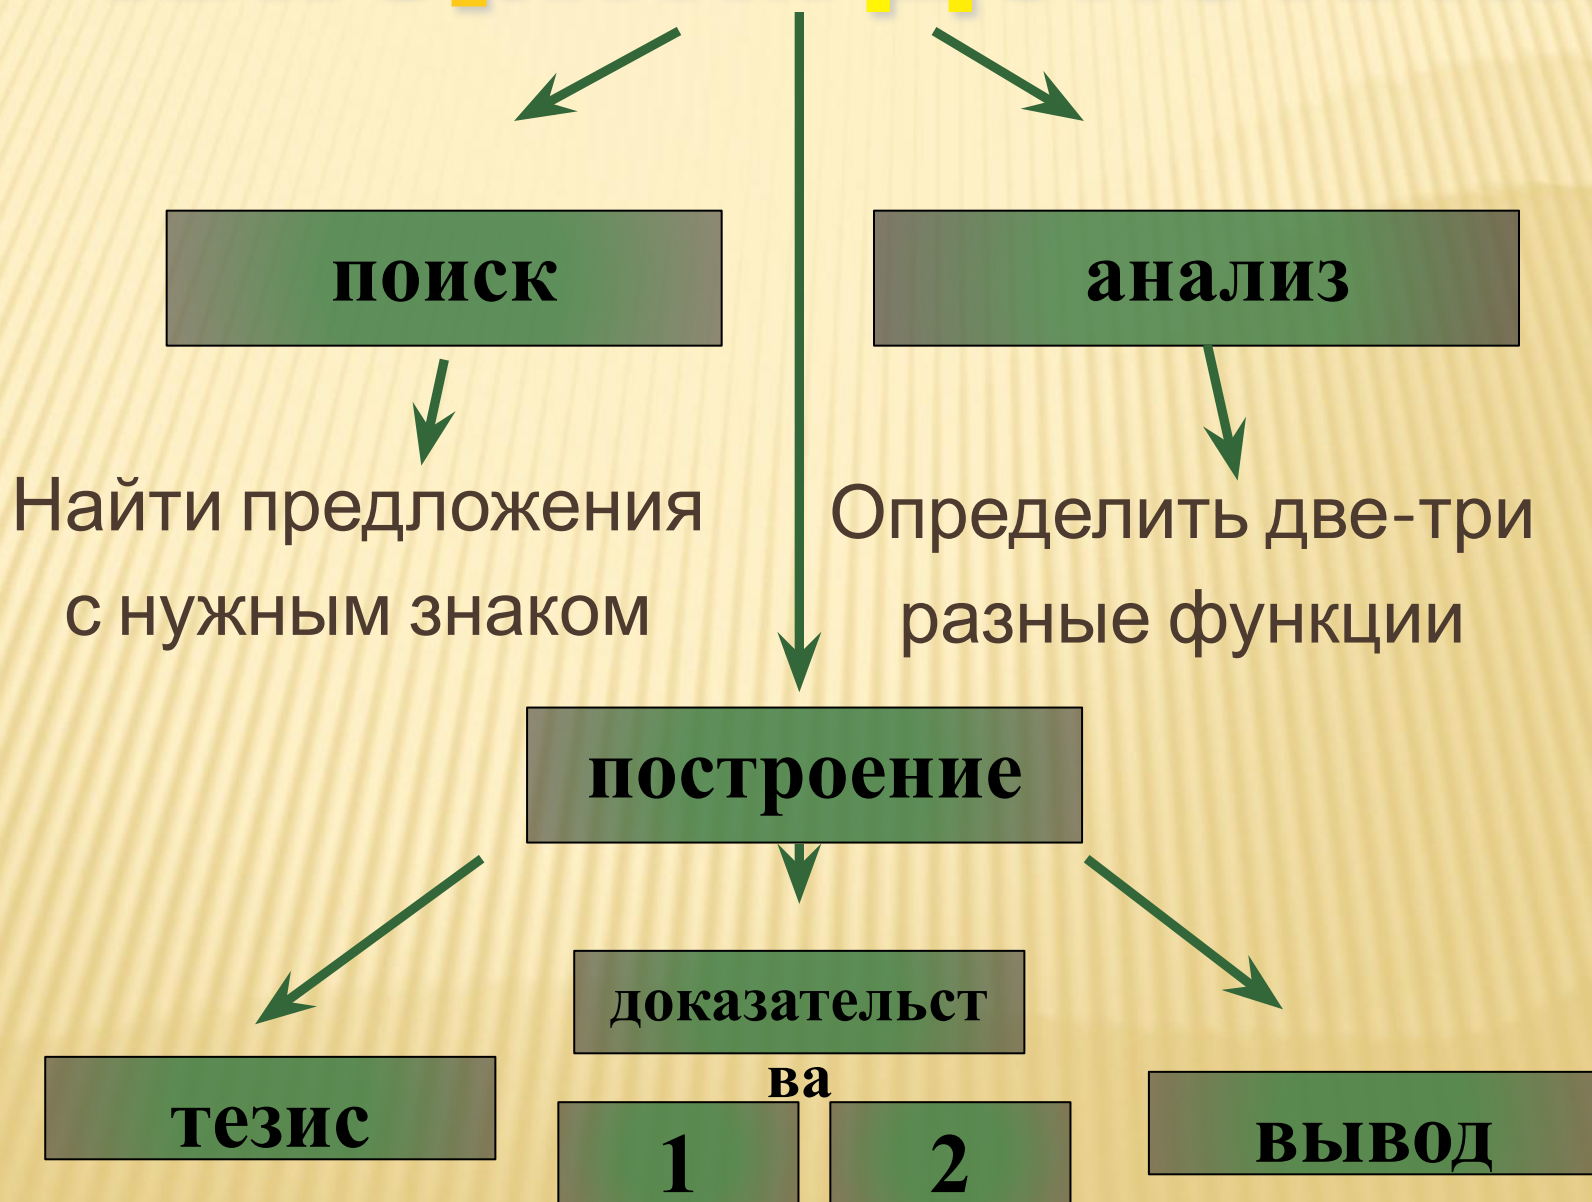 поиск
анализ
Найти предложения
с нужным знаком
Определить две-три
разные функции
построение
доказательст
ва
тезис
1
2
вывод